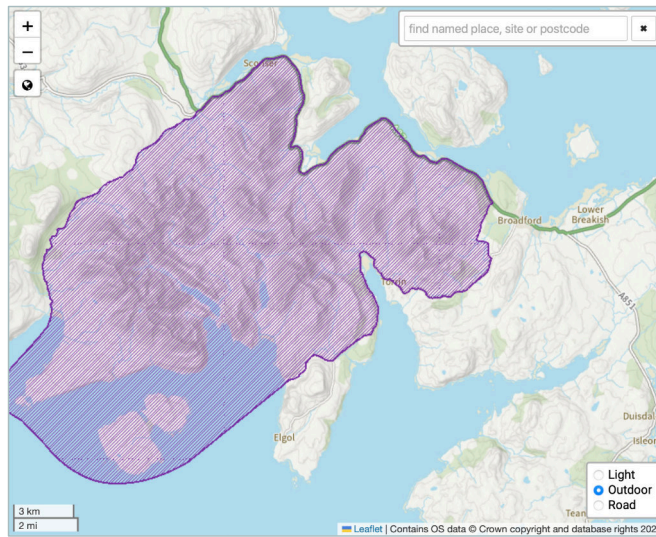 +
find named place, site or postcode
✖
−
Sconser
Broadford
Lower
Breakish
Torrin
A851
Elgol
Duisdal
Isleor
Light
Outdoor
Road
Tean
3 km
2 mi
Leaflet | Contains OS data © Crown copyright and database rights 202